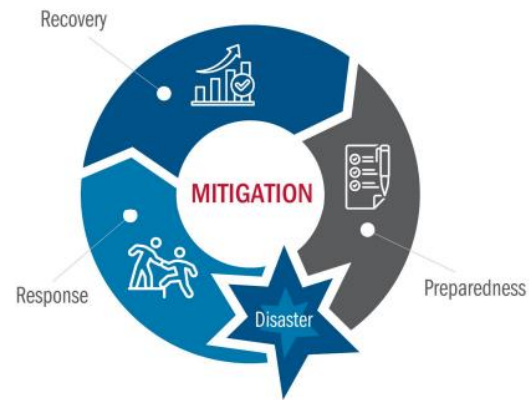 Recovery
MITIGATION
Preparedness
Response
Disaster